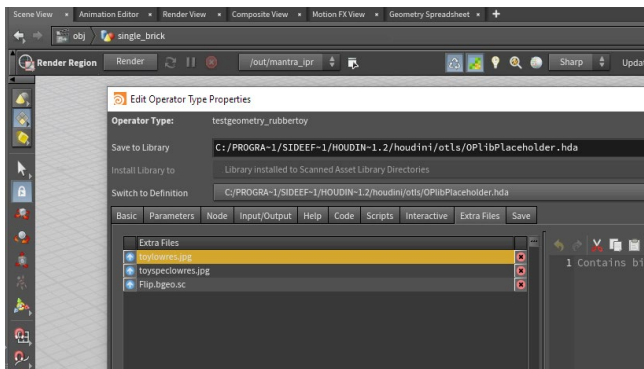 Scene View × Animation Editor × Render View × Composite View × Motion FX View × Geometry Spreadsheet × +
obj single_brick
Render Region Render /out/mantra_ipr Sharp
Edit Operator Type Properties
Operator Type: testgeometry_rubbertoy
Save to Library C:/PROGRA~1/SIDEEF~1/HOUDIN~1.2/houdini/otls/OPlibPlaceholder.hda
Install Library to Library installed to Scanned Asset Library Directories
Switch to Definition C:/PROGRA~1/SIDEEF~1/HOUDIN~1.2/houdini/otls/OPlibPlaceholder.hda
Basic Parameters Node Input/Output Help Code Scripts Interactive Extra Files Save
Extra Files
toylowres.jpg
1 Contains bi
toyspeclowres.jpg
Flip.bgeo.sc